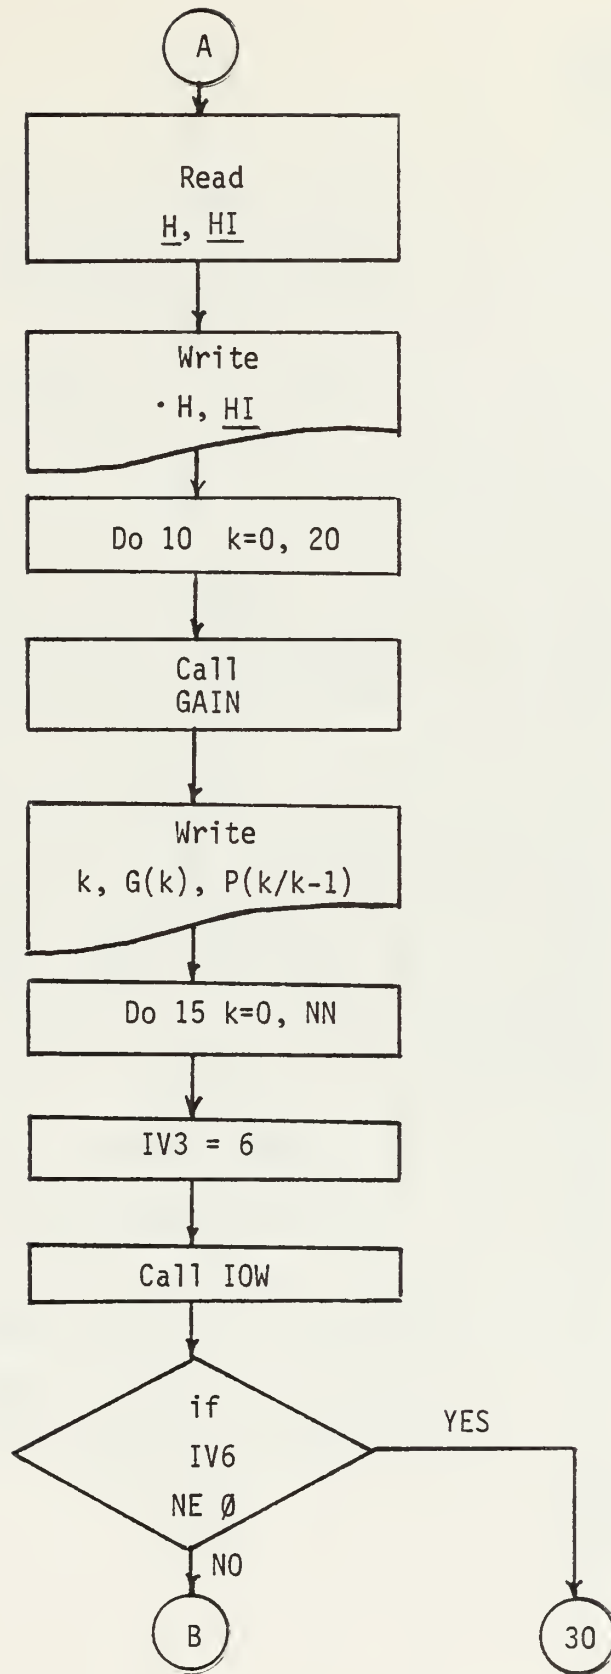 A
Read
H, HI
Write
H, HI
Do 10 k=0, 20
Call
GAIN
Write
k, G(k), P(k/k-1)
Do 15 k=0, NN
IV3 = 6
Call IOW
if
IV6
NE Ø
YES
NO
B
30